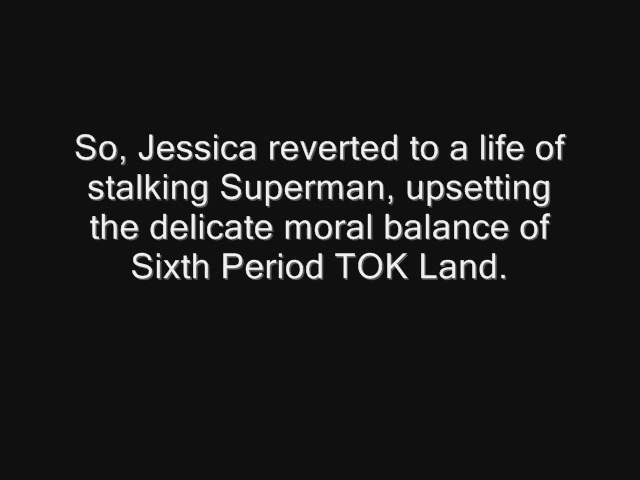 So, Jessica reverted to a life of
stalking Superman, upsetting
the delicate moral balance of
Sixth Period TOK Land.